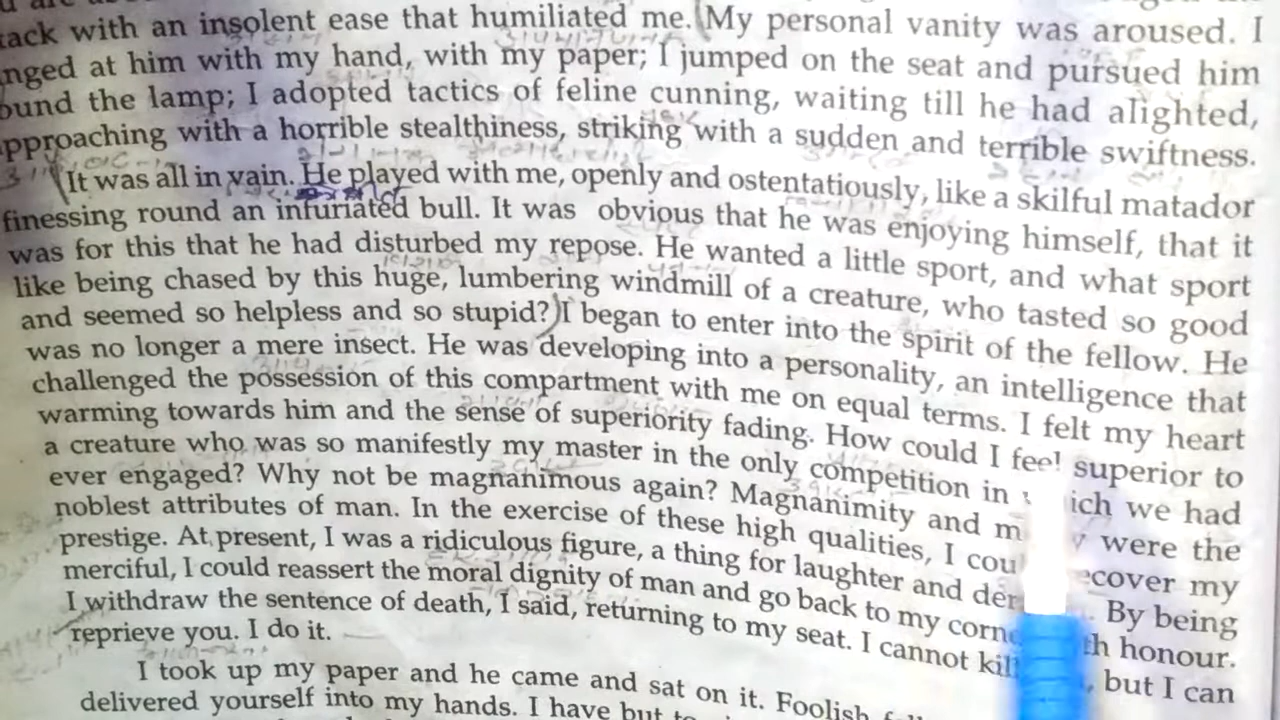 with an insolent ease that humiliated me. (My personal vanity was aroused. I
at him with my hand, with my paper; I jumped on the seat and pursued him
the lamp; I adopted tactics of feline cunning, waiting till he had alighted,
with a horrible stealthiness, striking with a sudden and terrible swiftness.
(It was all in vain. He played with me, openly and ostentatiously, like a skilful matador
finessing round an infuriated bull. It was obvious that he was enjoying himself, that it
was for this that he had disturbed my repose. He wanted a little sport, and what sport
like being chased by this huge, lumbering windmill of a creature, who tasted so good
and seemed so helpless and so stupid?) I began to enter into the spirit of the fellow. He
was no longer a mere insect. He was developing into a personality, an intelligence that
challenged the possession of this compartment with me on equal terms. I felt my heart
warming towards him and the sense of superiority fading. How could I feel superior to
a creature who was so manifestly my master in the only competition in which we had
ever engaged? Why not be magnanimous again? Magnanimity and were the
noblest attributes of man. In the exercise of these high qualities, I my
prestige. At present, I was a ridiculous figure, a thing for laughter and By being
merciful, I could reassert the moral dignity of man and go back to my honour.
I withdraw the sentence of death, I said, returning to my seat. I cannot but I can
reprieve you. I do it.
I took up my paper and he came and sat on it. Foolish
delivered yourself into my hands. I have but